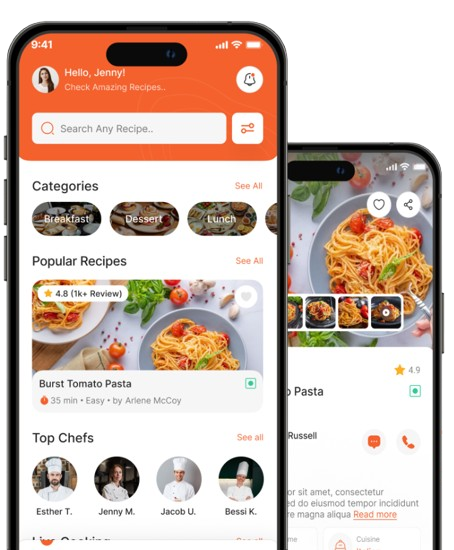 9:41
Hello, Jenny!
Check Amazing Recipes..
Search Any Recipe..
Categories
See All
Breakfast
Dessert
Lunch
Popular Recipes
See All
4.8 (1k+ Review)
Burst Tomato Pasta
35 min • Easy • by Arlene McCoy
Top Chefs
See all
Esther T.
Jenny M.
Jacob U.
Bessi K.
4.9
Pasta
Russell
or sit amet, consectetur
ed do eiusmod tempor incididunt
re magna aliqua Read more
Cuisine